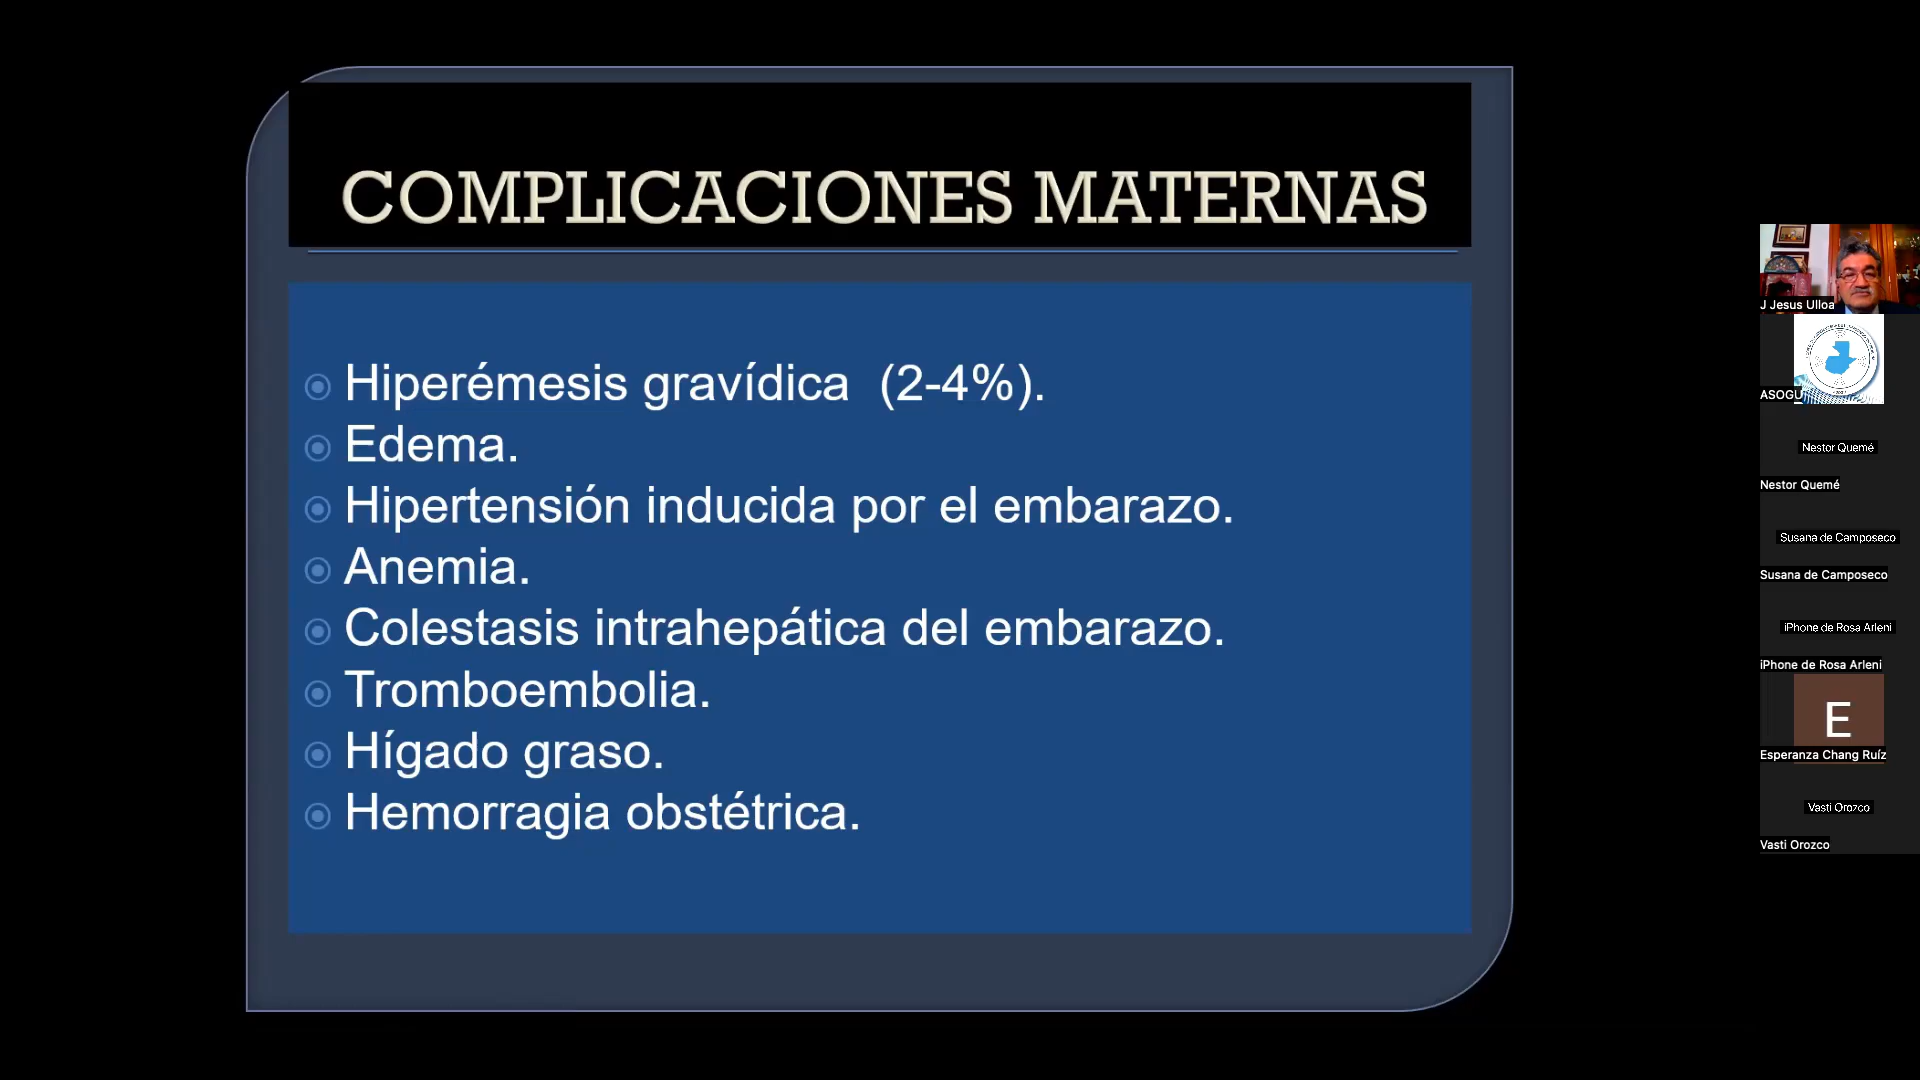 COMPLICACIONES MATERNAS
Hiperémesis gravídica (2-4%).
Edema.
Hipertensión inducida por el embarazo.
Anemia.
Colestasis intrahepática del embarazo.
Tromboembolia.
Hígado graso.
Hemorragia obstétrica.
J Jesus Ulloa
ASOGU
Nestor Quemé
Nestor Quemé
Susana de Camposeco
Susana de Camposeco
iPhone de Rosa Arleni
iPhone de Rosa Arleni
E
Esperanza Chang Ruíz
Vasti Orozco
Vasti Orozco